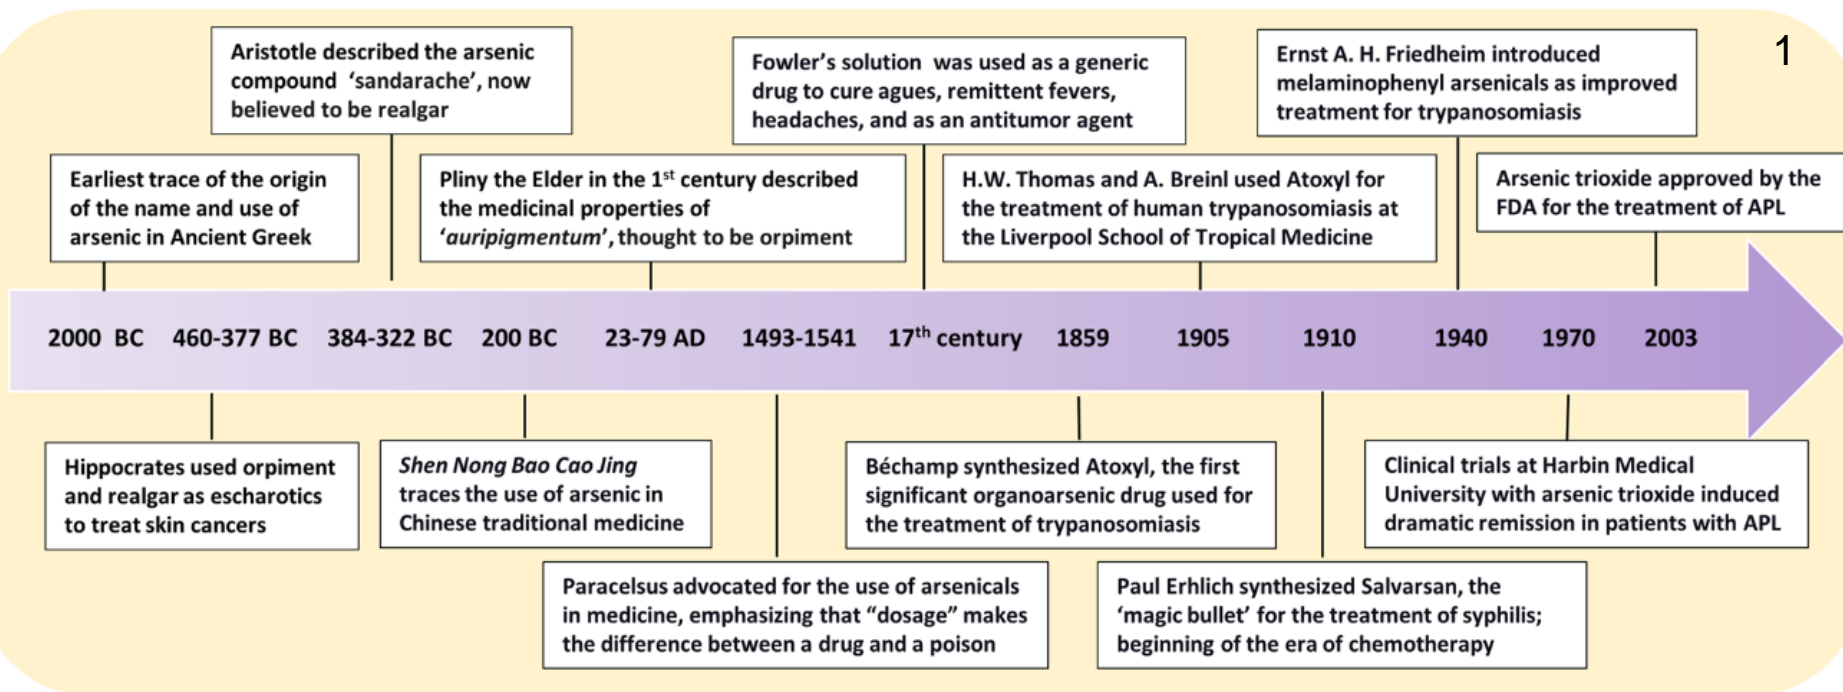 1
Aristotle described the arsenic
compound ‘sandarache’, now
believed to be realgar
Fowler’s solution was used as a generic
drug to cure agues, remittent fevers,
headaches, and as an antitumor agent
Ernst A. H. Friedheim introduced
melaminophenyl arsenicals as improved
treatment for trypanosomiasis
Earliest trace of the origin
of the name and use of
arsenic in Ancient Greek
Pliny the Elder in the 1st century described
the medicinal properties of
‘auripigmentum’, thought to be orpiment
H.W. Thomas and A. Breinl used Atoxyl for
the treatment of human trypanosomiasis at
the Liverpool School of Tropical Medicine
Arsenic trioxide approved by the
FDA for the treatment of APL
2000 BC 460-377 BC 384-322 BC 200 BC 23-79 AD 1493-1541 17th century 1859 1905 1910 1940 1970 2003
Hippocrates used orpiment
and realgar as escharotics
to treat skin cancers
Shen Nong Bao Cao Jing
traces the use of arsenic in
Chinese traditional medicine
Béchamp synthesized Atoxyl, the first
significant organoarsenic drug used for
the treatment of trypanosomiasis
Clinical trials at Harbin Medical
University with arsenic trioxide induced
dramatic remission in patients with APL
Paracelsus advocated for the use of arsenicals
in medicine, emphasizing that “dosage” makes
the difference between a drug and a poison
Paul Erhlich synthesized Salvarsan, the
‘magic bullet’ for the treatment of syphilis;
beginning of the era of chemotherapy